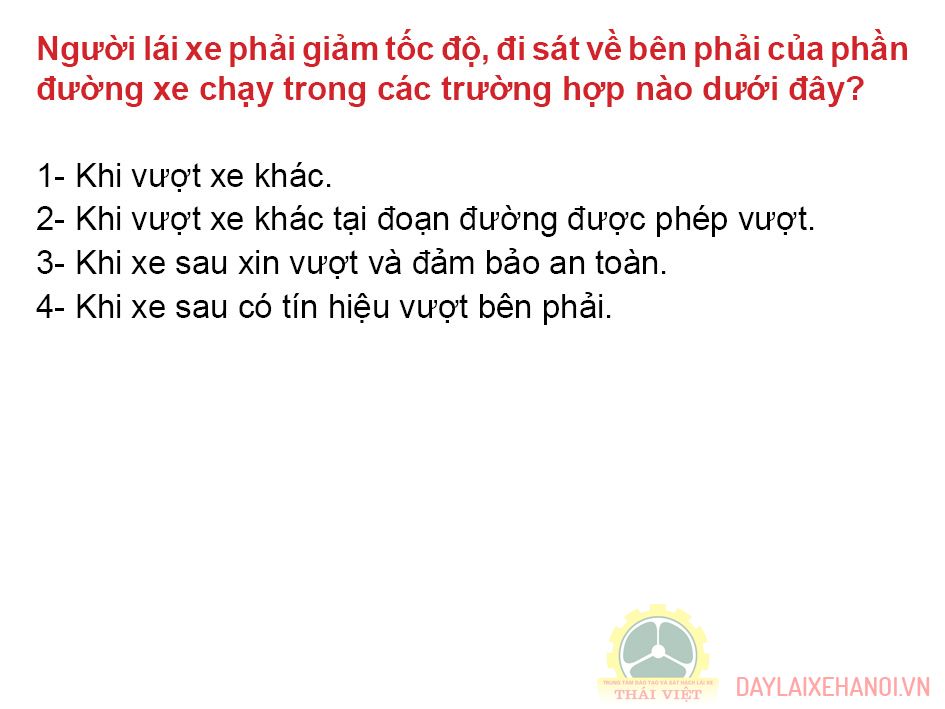 Người lái xe phải giảm tốc độ, đi sát về bên phải của phần
đường xe chạy trong các trường hợp nào dưới đây?
1- Khi vượt xe khác.
2- Khi vượt xe khác tại đoạn đường được phép vượt.
3- Khi xe sau xin vượt và đảm bảo an toàn.
4- Khi xe sau có tín hiệu vượt bên phải.
TRUNG TÂM ĐÀO TẠO VÀ SÁT HẠCH LÁI XE
THÁI VIỆT
DAYLAIXEHANOI.VN